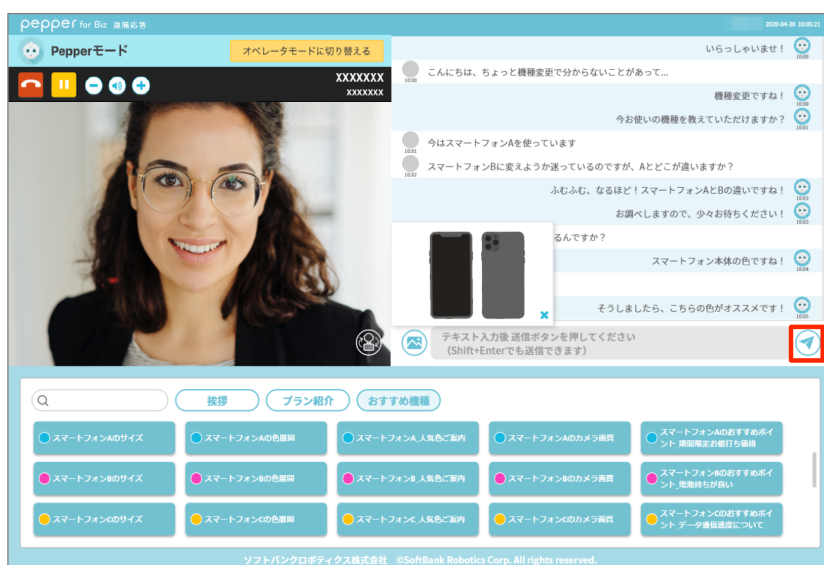 pepper for Biz 遠隔応答
2020-04-30 10:05:21
Pepperモード
オペレータモードに切り替える
XXXXXXX
xxxxxxx
いらっしゃいませ！
10:00
こんにちは、ちょっと機種変更で分からないことがあって...
10:00
機種変更ですね！
10:00
今お使いの機種を教えていただけますか？
10:01
今はスマートフォンAを使っています
10:02
スマートフォンBに変えようか迷っているのですが、Aとどこが違いますか？
10:02
ふむふむ、なるほど！スマートフォンAとBの違いですね！
10:03
お調べしますので、少々お待ちください！
10:03
るんですか？
スマートフォン本体の色ですね！
10:04
そうしましたら、こちらの色がオススメです！
10:05
テキスト入力後 送信ボタンを押してください
（Shift+Enterでも送信できます）
挨拶
プラン紹介
おすすめ機種
スマートフォンAのサイズ
スマートフォンAの色展開
スマートフォンA_人気色ご案内
スマートフォンAのカメラ画質
スマートフォンAのおすすめポイ
ント 期間限定お値打ち価格
スマートフォンBのサイズ
スマートフォンBの色展開
スマートフォンB_人気色ご案内
スマートフォンBのカメラ画質
スマートフォンBのおすすめポイ
ント_電池持ちが良い
スマートフォンCのサイズ
スマートフォンCの色展開
スマートフォンC_人気色ご案内
スマートフォンCのカメラ画質
スマートフォンCのおすすめポイ
ント データ通信速度について
ソフトバンクロボティクス株式会社 ©SoftBank Robotics Corp. All rights reserved.